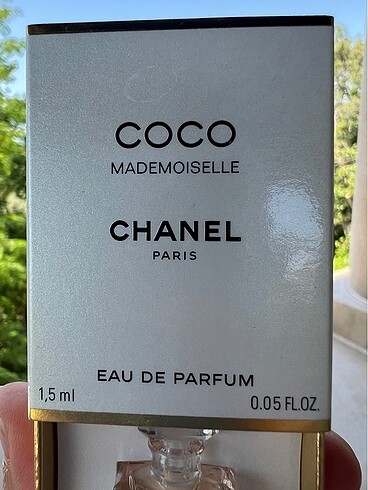 COCO
MADEMOISELLE
CHANEL
PARIS
EAU DE PARFUM
1,5 ml
0.05 FL.OZ.